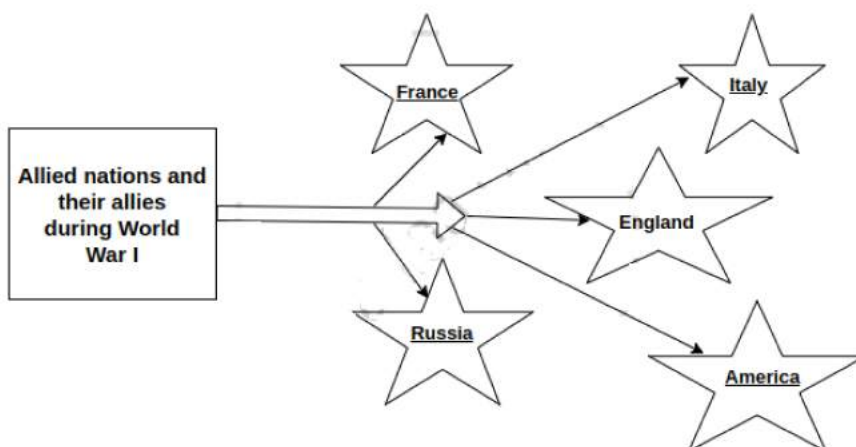 Allied nations and
their allies
during World
War I
France
Italy
England
Russia
America